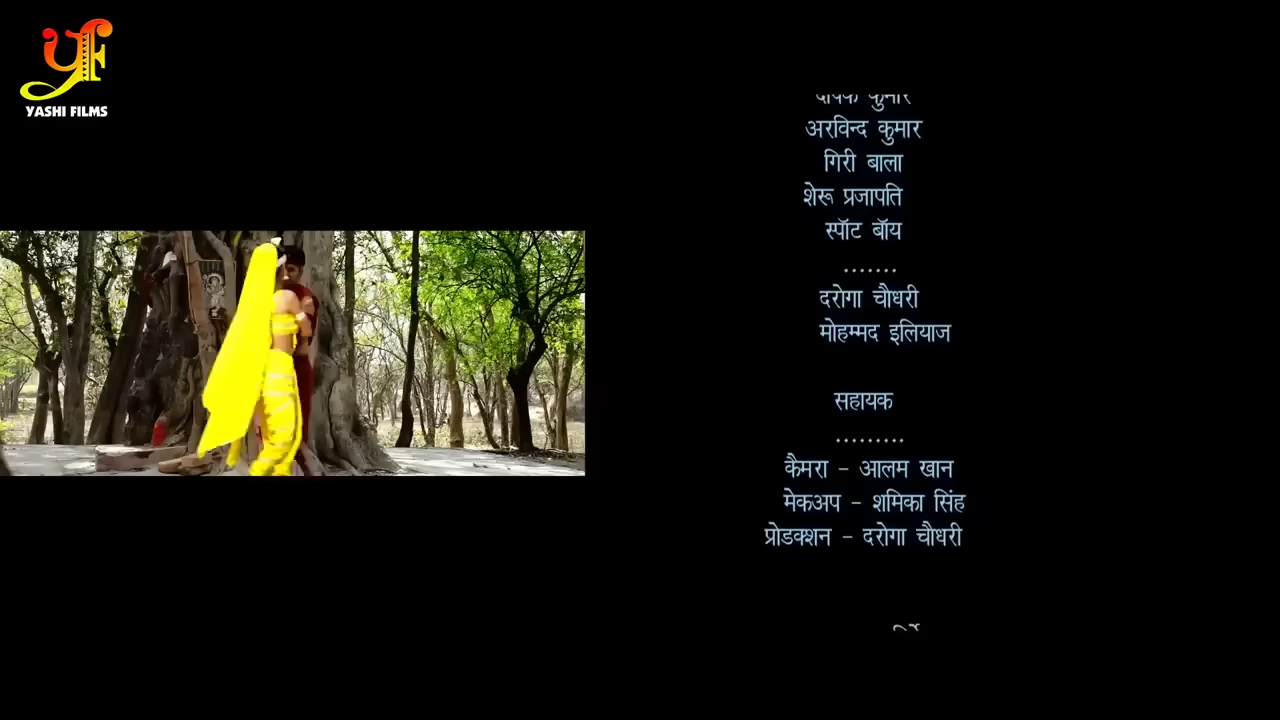 YASHI FILMS
कुमार
अरविन्द कुमार
गिरी बाला
शेरू प्रजापति
स्पॉट बॉय
.......
दरोगा चौधरी
मोहम्मद इलियाज
सहायक
.........
कैमरा - आलम खान
मेकअप - शमिका सिंह
प्रोडक्शन - दरोगा चौधरी